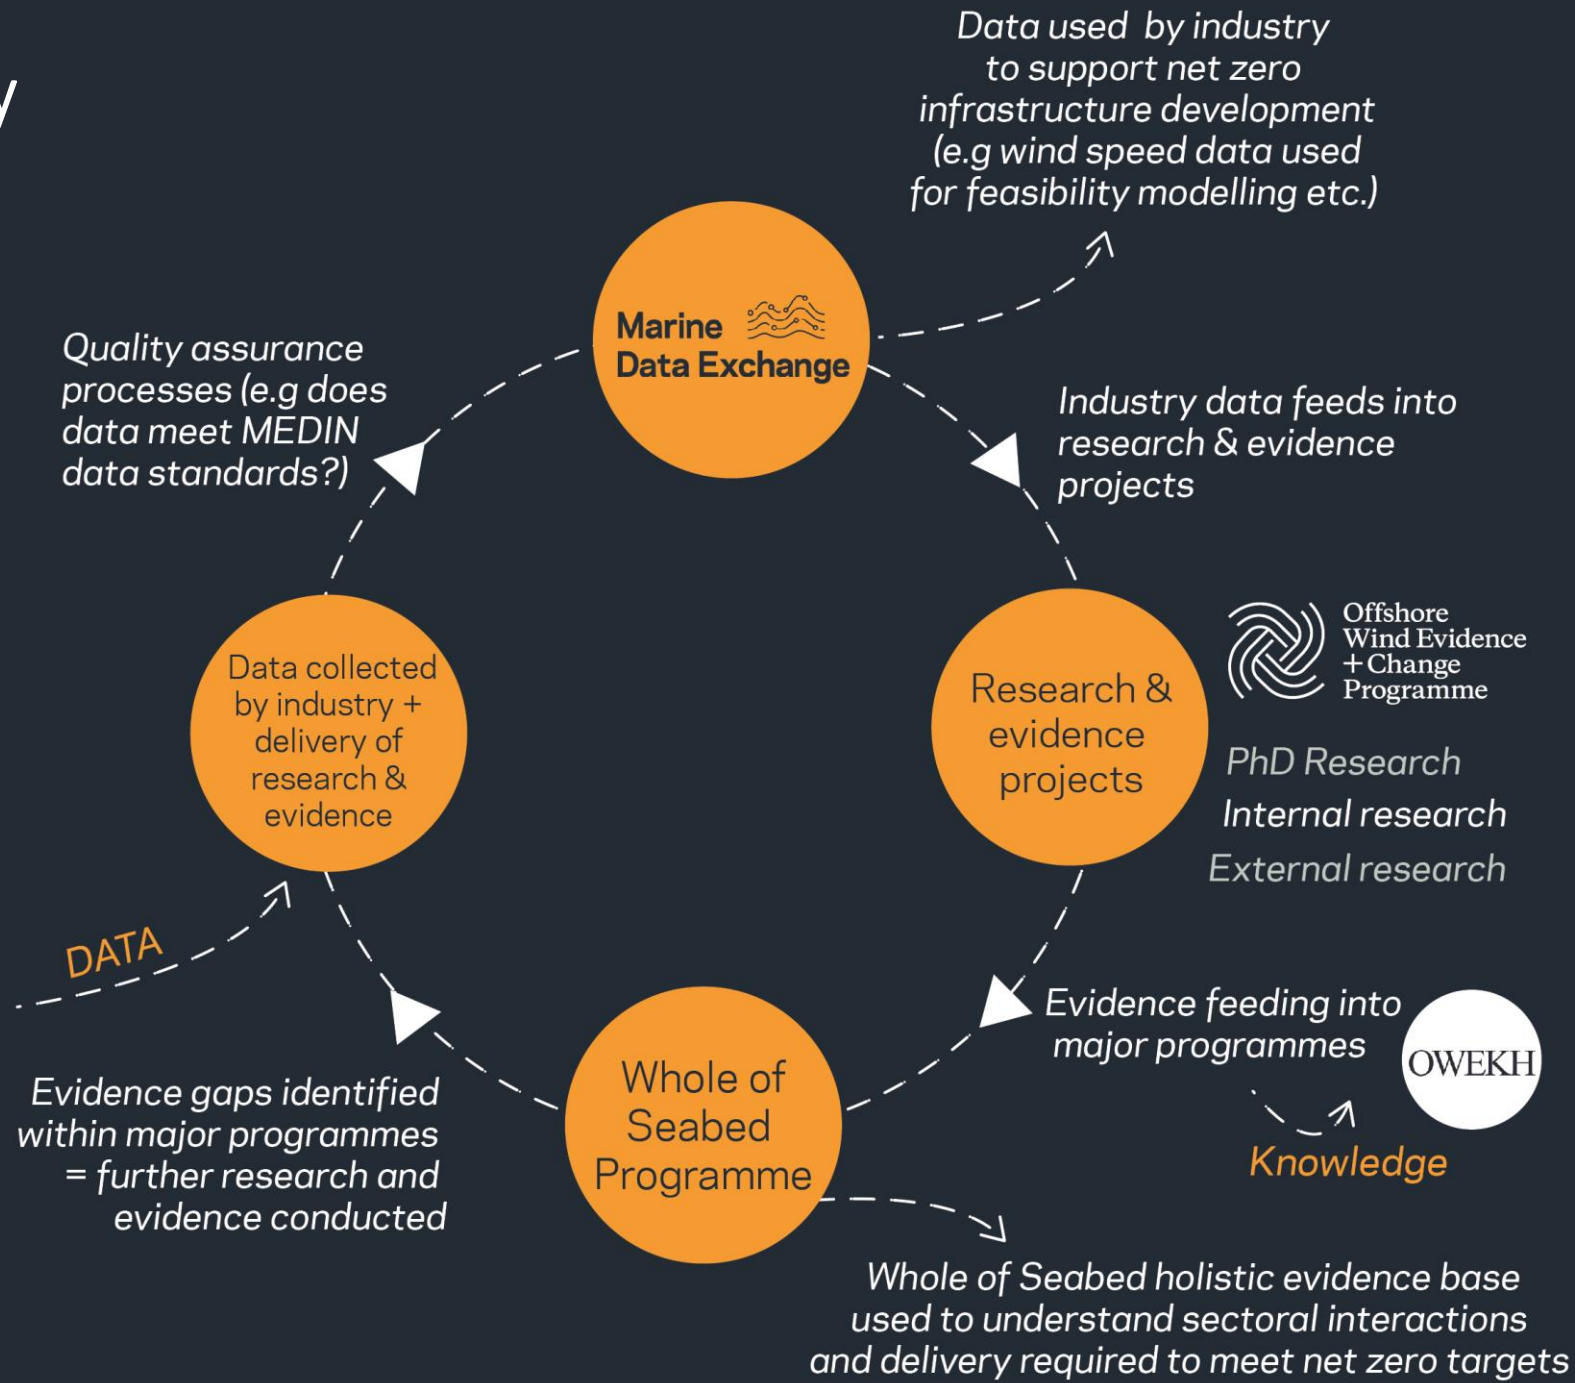 Data used by industry
to support net zero
infrastructure development
(e.g wind speed data used
for feasibility modelling etc.)
Marine
Data Exchange
Quality assurance
processes (e.g does
data meet MEDIN
data standards?)
Industry data feeds into
research & evidence
projects
Data collected
by industry +
delivery of
research &
evidence
Research &
evidence
projects
Offshore
Wind Evidence
+Change
Programme
PhD Research
Internal research
External research
DATA
Evidence feeding into
major programmes
OWEKH
Knowledge
Whole of
Seabed
Programme
Evidence gaps identified
within major programmes
= further research and
evidence conducted
Whole of Seabed holistic evidence base
used to understand sectoral interactions
and delivery required to meet net zero targets